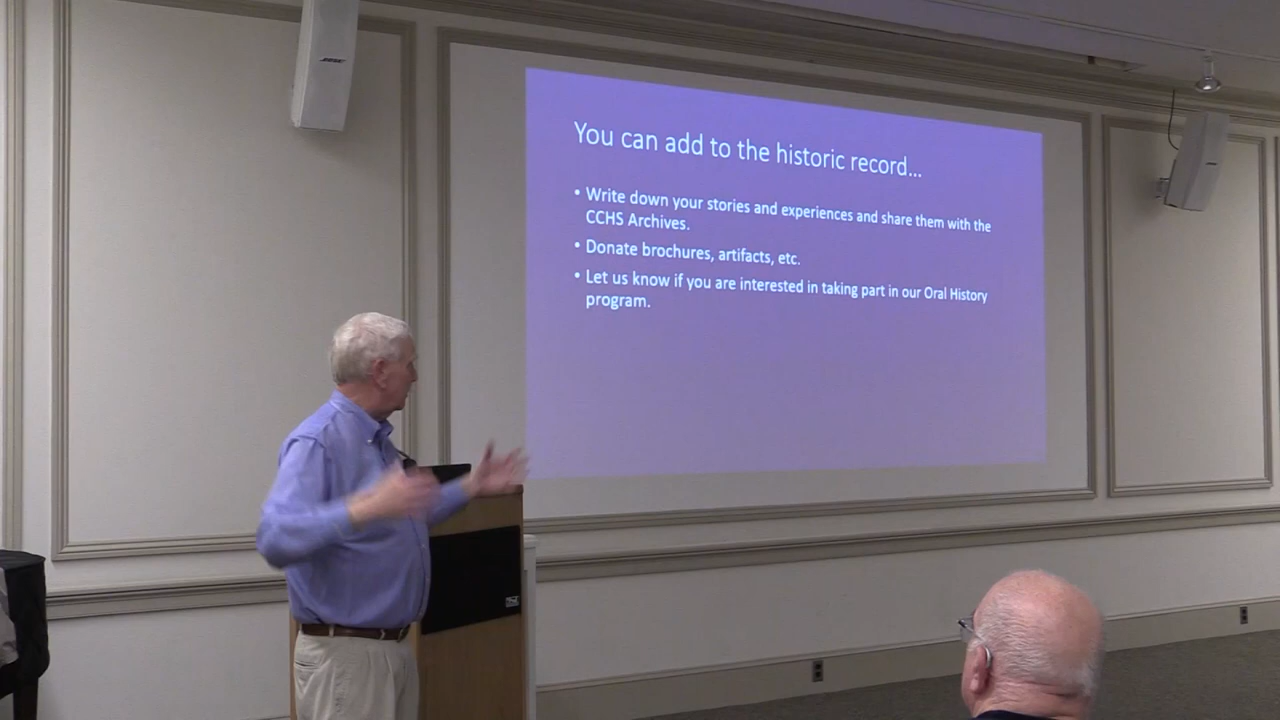 BOSE
You can add to the historic record...
• Write down your stories and experiences and share them with the
CCHS Archives.
• Donate brochures, artifacts, etc.
• Let us know if you are interested in taking part in our Oral History
program.